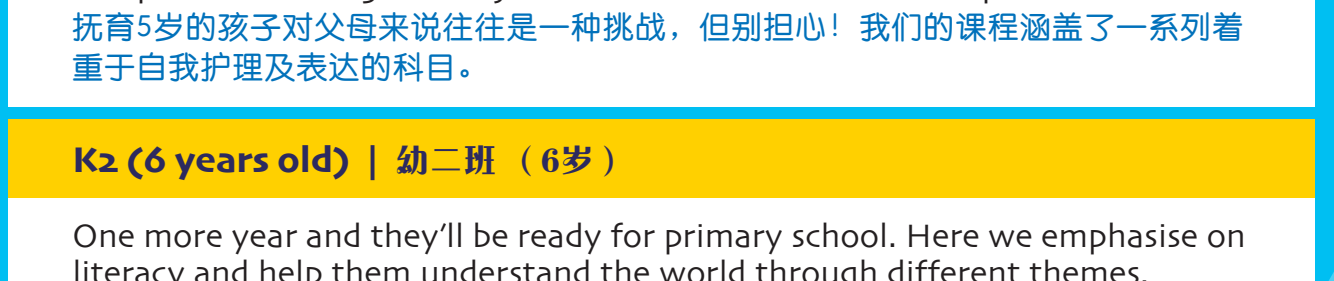 抚育5岁的孩子对父母来说往往是一种挑战，但别担心！我们的课程涵盖了一系列着
重于自我护理及表达的科目。
K2 (6 years old) | 幼二班 （6岁）
One more year and they'll be ready for primary school. Here we emphasise on
literacy and help them understand the world through different themes.